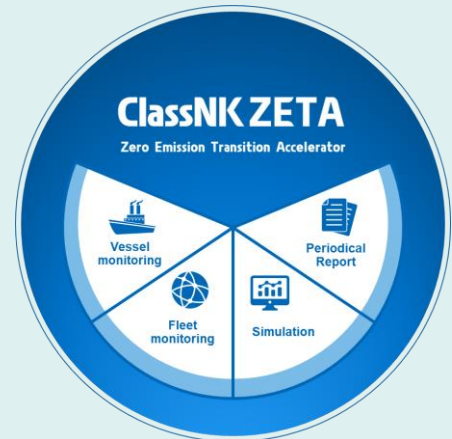 ClassNK ZETA
Zero Emission Transition Accelerator
Vessel
monitoring
Fleet
monitoring
Simulation
Periodical
Report